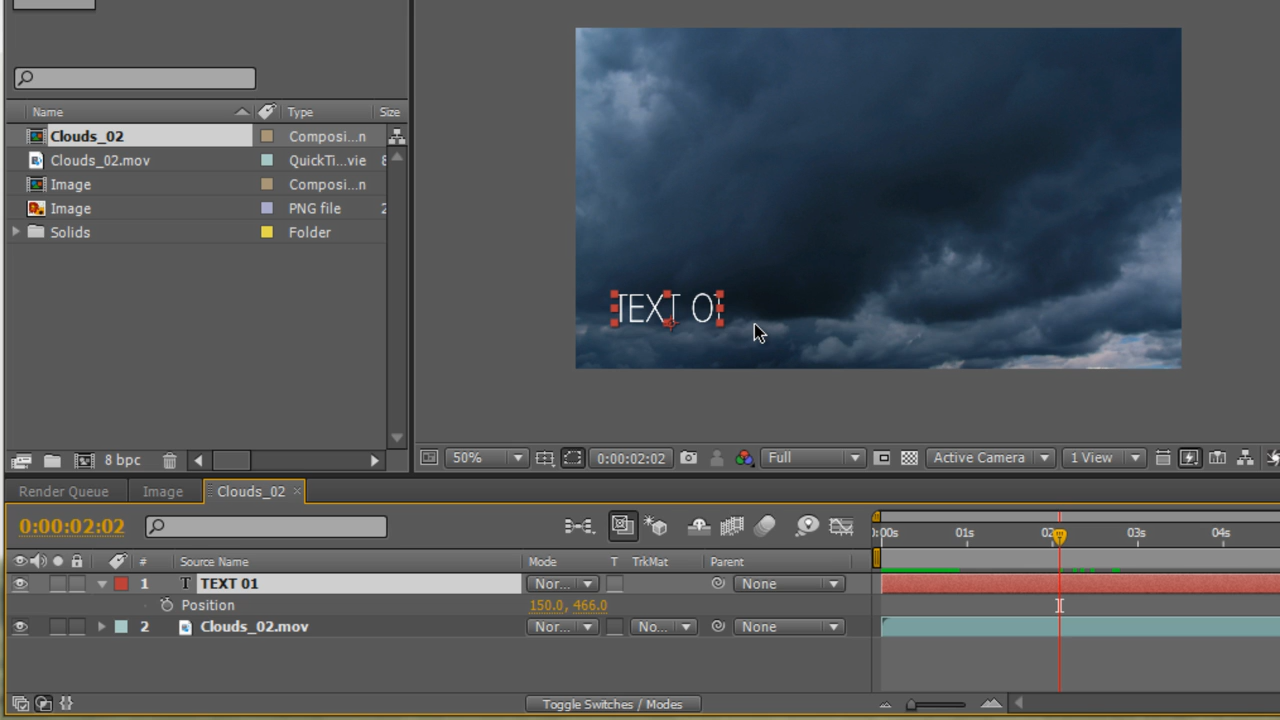 Name Type Size
Clouds_02 Composi...n
Clouds_02.mov QuickTi...vie
Image Composi...n
Image PNG file
Solids Folder
TEXT 01
8 bpc
50% 0:00:02:02 Full Active Camera 1 View
Render Queue Image Clouds_02 ×
0:00:02:02
01s 03s 04s
# Source Name Mode T TrkMat Parent
1 T TEXT 01 Nor... None
Position 150.0, 466.0
2 Clouds_02.mov Nor... No... None
Toggle Switches / Modes